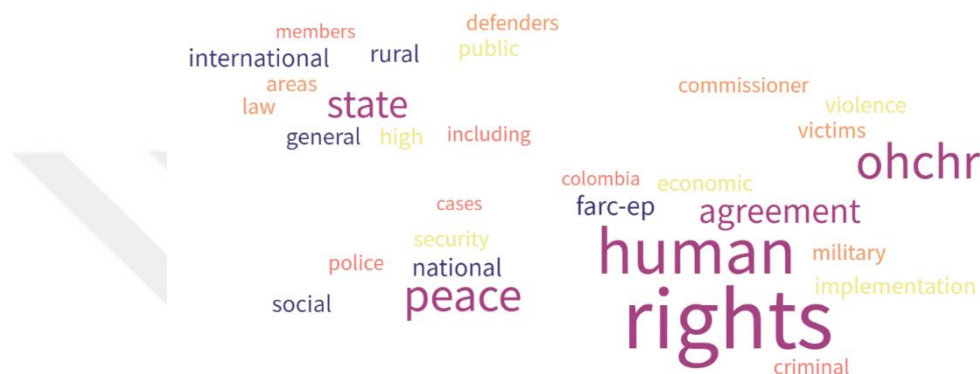 members
defenders
international
rural
public
areas
law
state
general
high
including
commissioner
violence
victims
ohchr
colombia
economic
farc-ep
agreement
cases
human
military
security
police
national
implementation
social
peace
rights
criminal